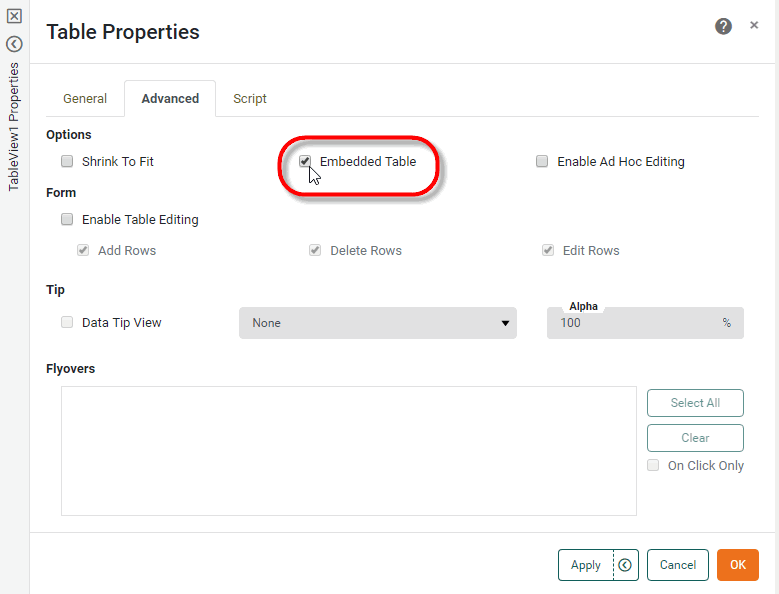 Table Properties
TableView1 Properties
General Advanced Script
Options
Shrink To Fit Embedded Table Enable Ad Hoc Editing
Form
Enable Table Editing
Add Rows Delete Rows Edit Rows
Tip
Alpha
Data Tip View None 100 %
Flyovers
Select All
Clear
On Click Only
Apply Cancel OK